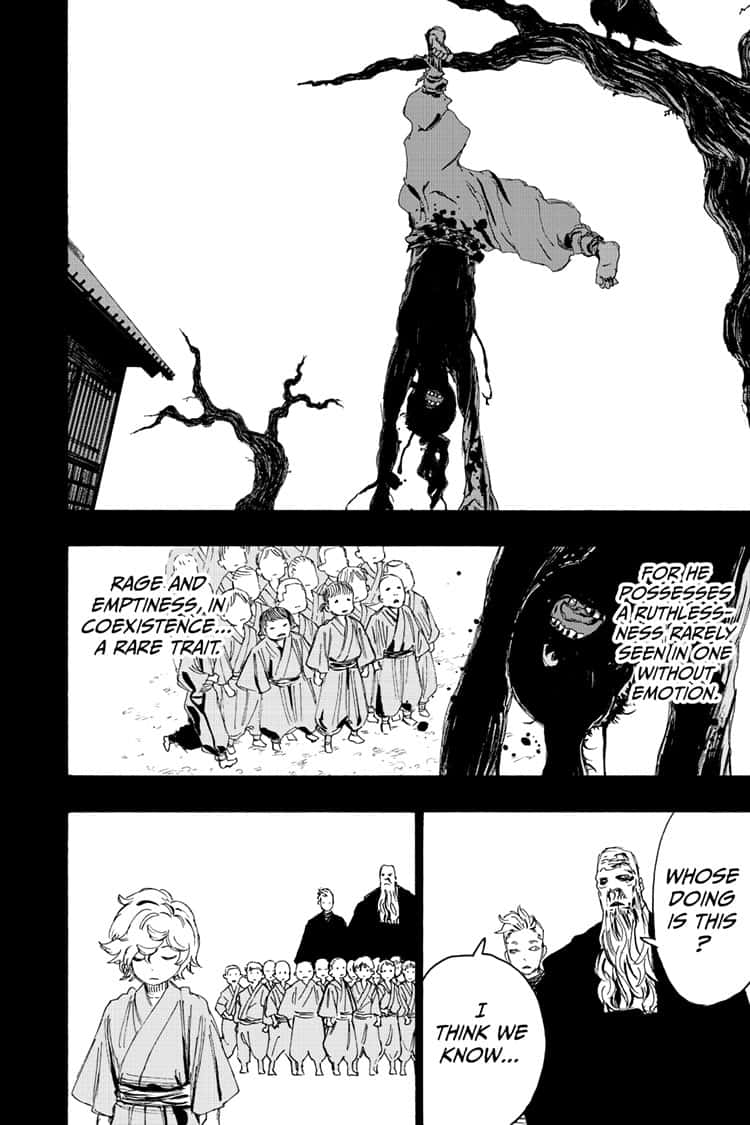 FOR HE
POSSESSES
A RUTHLESS-
NESS RARELY
SEEN IN ONE
WITHOUT
EMOTION.
RAGE AND
EMPTINESS, IN
COEXISTENCE...
A RARE TRAIT.
WHOSE
DOING
IS THIS
?
I
THINK WE
KNOW...